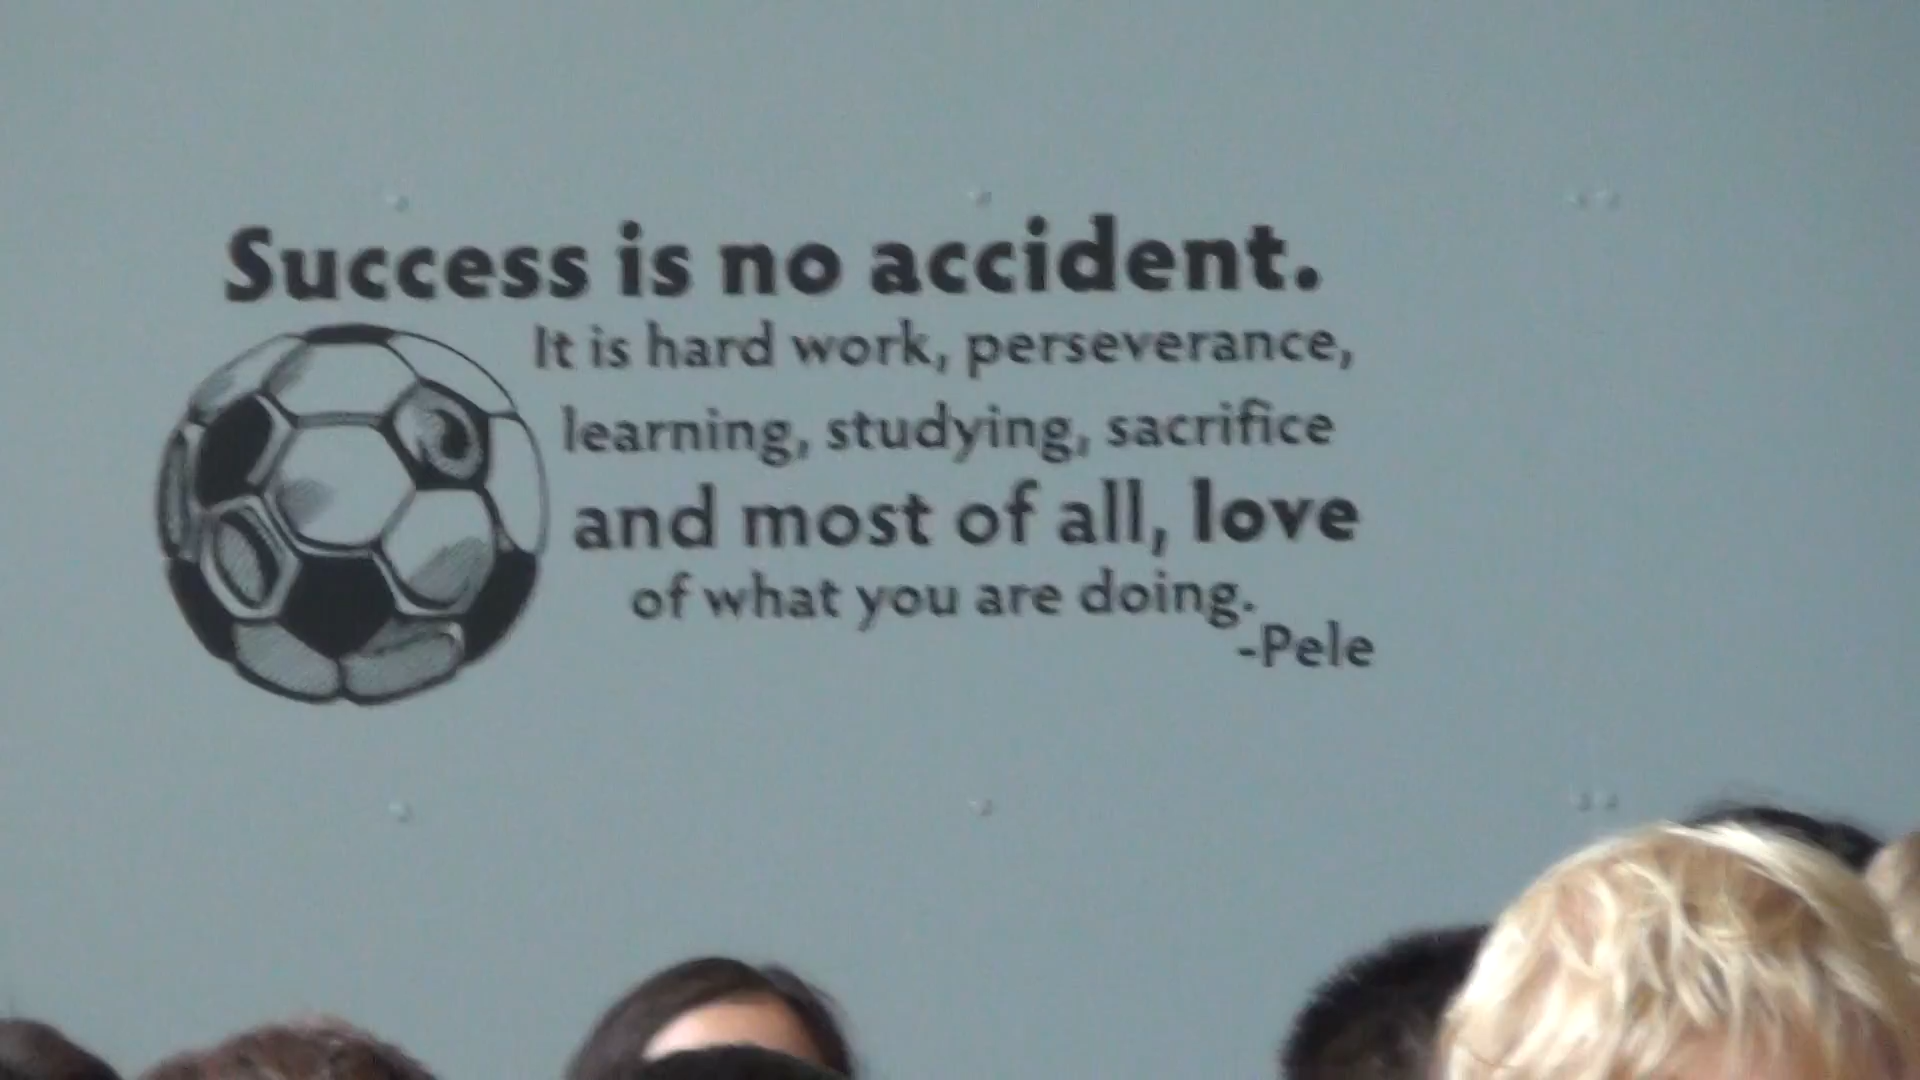 Success is no accident.
It is hard work, perseverance,
learning, studying, sacrifice
and most of all, love
of what you are doing.
-Pele